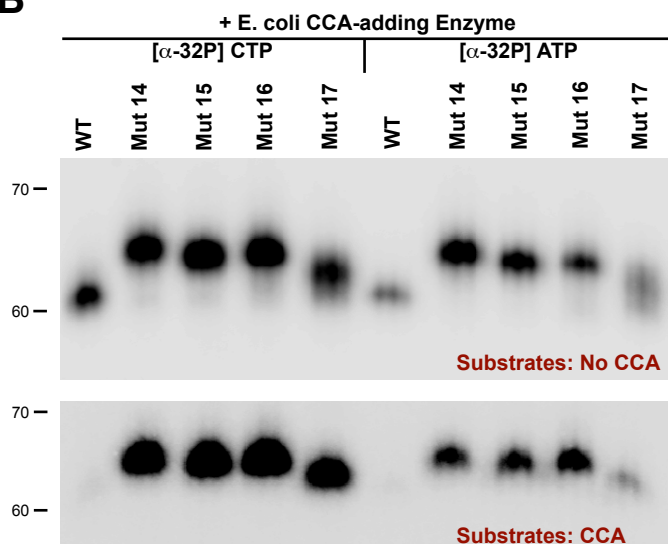 B
+ E. coli CCA-adding Enzyme
[α-32P] CTP [α-32P] ATP
WT Mut 14 Mut 15 Mut 16 Mut 17 WT Mut 14 Mut 15 Mut 16 Mut 17
70
60
Substrates: No CCA
70
60
Substrates: CCA